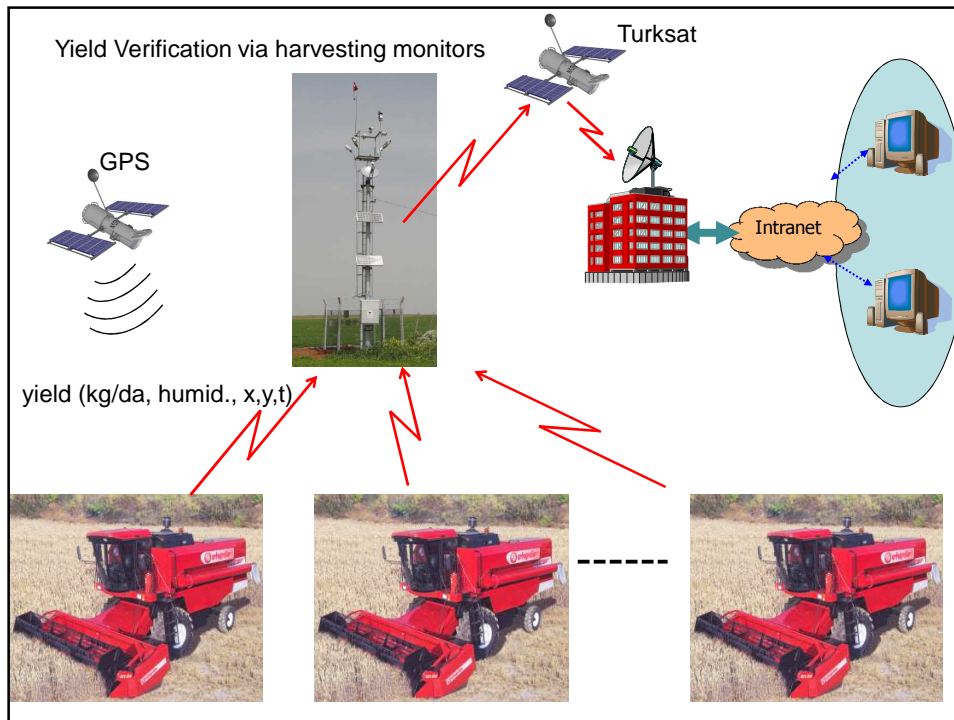 Yield Verification via harvesting monitors
Turksat
GPS
Intranet
yield (kg/da, humid., x,y,t)